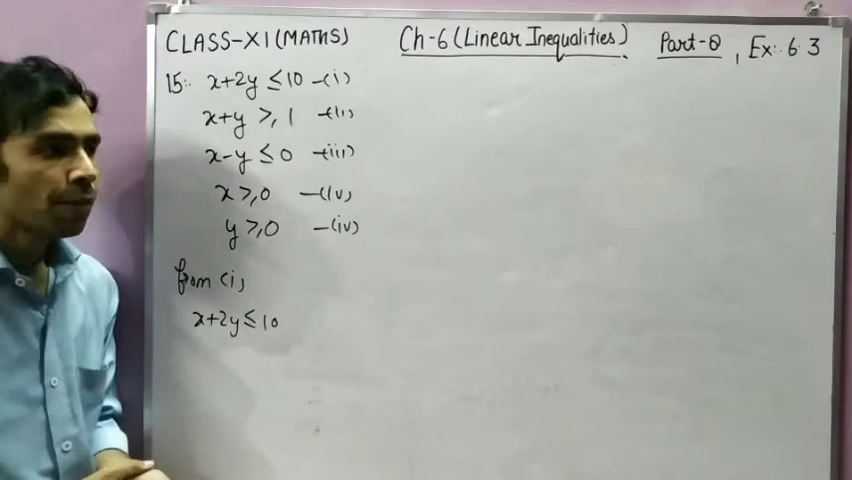 CLASS-XI (MATHS) Ch-6 (Linear Inequalities) Part-8, Ex:. 6.3
15:. x+2y ≤ 10 -(i)
x+y ≥ 1 -(ii)
x-y ≤ 0 -(iii)
x ≥ 0 -(iv)
y ≥ 0 -(iv)
from (i)
x+2y ≤ 10